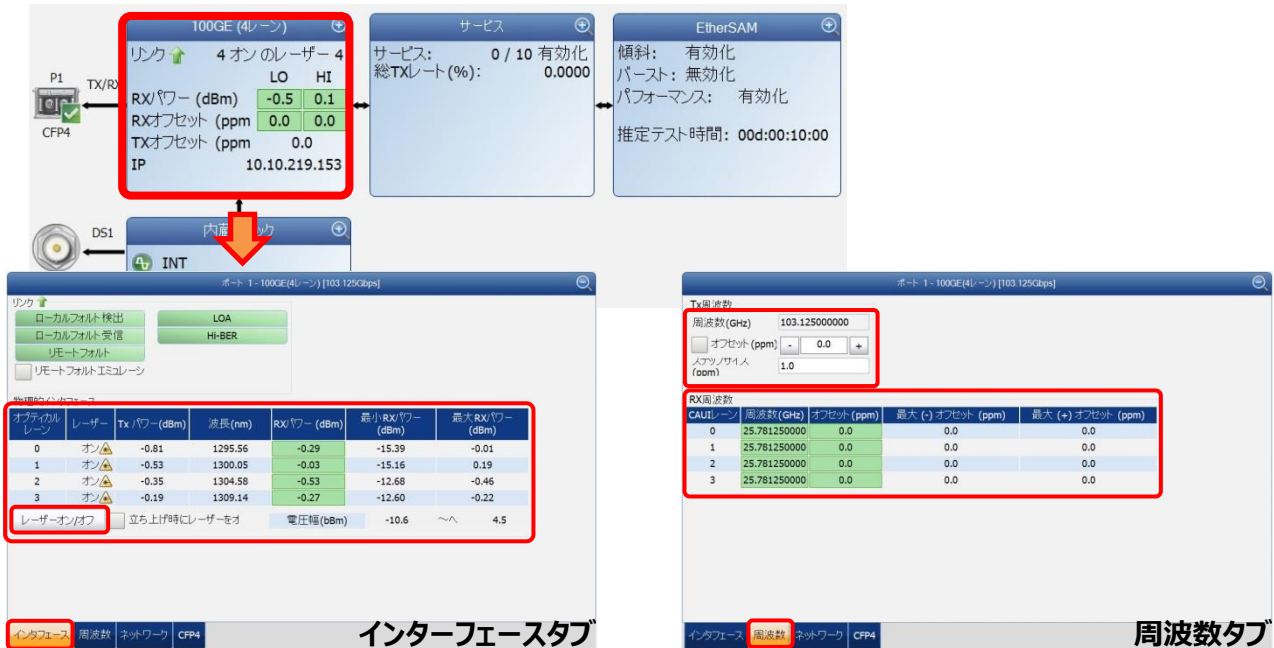 100GE (4レーン)
リンク 4 オン のレーザー 4
LO HI
RXパワー (dBm) -0.5 0.1
RXオフセット (ppm 0.0 0.0
TXオフセット (ppm 0.0
IP 10.10.219.153
サービス
サービス: 0 / 10 有効化
総TXレート(%): 0.0000
EtherSAM
傾斜: 有効化
バースト: 無効化
パフォーマンス: 有効化
推定テスト時間: 00d:00:10:00
P1
TX/RX
CFP4
DS1
INT
ポート 1 - 100GE(4レーン) [103.125Gbps]
リンク
ローカルフォルト検出 LOA
ローカルフォルト受信 Hi-BER
リモートフォルト
リモートフォルトエミュレーシ
物理的インタフェース
オプティカルレーン レーザー Tx パワー(dBm) 波長(nm) RXパワー (dBm) 最小RXパワー (dBm) 最大RXパワー (dBm)
0 オン -0.81 1295.56 -0.29 -15.39 -0.01
1 オン -0.53 1300.05 -0.03 -15.16 0.19
2 オン -0.35 1304.58 -0.53 -12.68 -0.46
3 オン -0.19 1309.14 -0.27 -12.60 -0.22
レーザーオン/オフ 立ち上げ時にレーザーをオ 電圧幅(bBm) -10.6 ～へ 4.5
インタフェース 周波数 ネットワーク CFP4
インターフェースタブ
ポート 1 - 100GE(4レーン) [103.125Gbps]
Tx周波数
周波数(GHz) 103.125000000
オフセット(ppm) - 0.0 +
ステップサイズ (ppm) 1.0
RX周波数
CAUIレーン 周波数(GHz) オフセット(ppm) 最大 (-) オフセット (ppm) 最大 (+) オフセット (ppm)
0 25.781250000 0.0 0.0 0.0
1 25.781250000 0.0 0.0 0.0
2 25.781250000 0.0 0.0 0.0
3 25.781250000 0.0 0.0 0.0
インタフェース 周波数 ネットワーク CFP4
周波数タブ